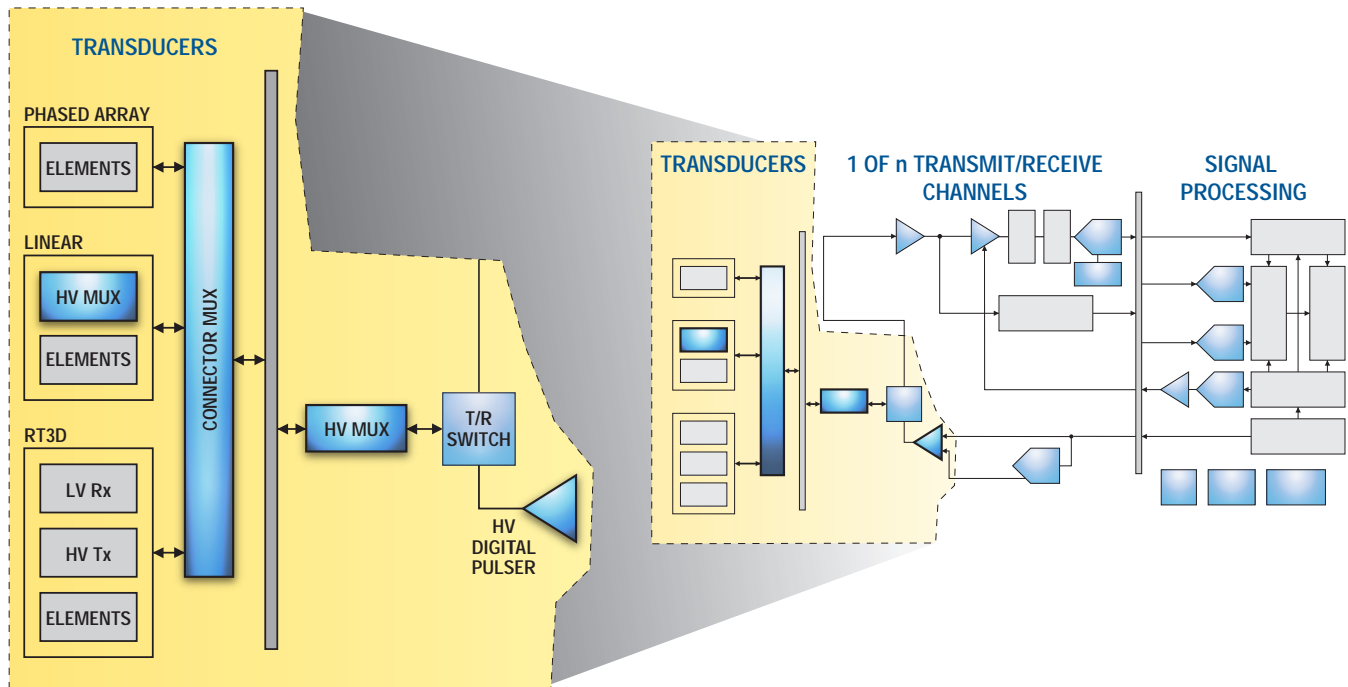 TRANSDUCERS
PHASED ARRAY
ELEMENTS
LINEAR
HV MUX
ELEMENTS
RT3D
LV Rx
HV Tx
ELEMENTS
CONNECTOR MUX
HV MUX
T/R
SWITCH
HV
DIGITAL
PULSER
TRANSDUCERS
1 OF n TRANSMIT/RECEIVE
CHANNELS
SIGNAL
PROCESSING